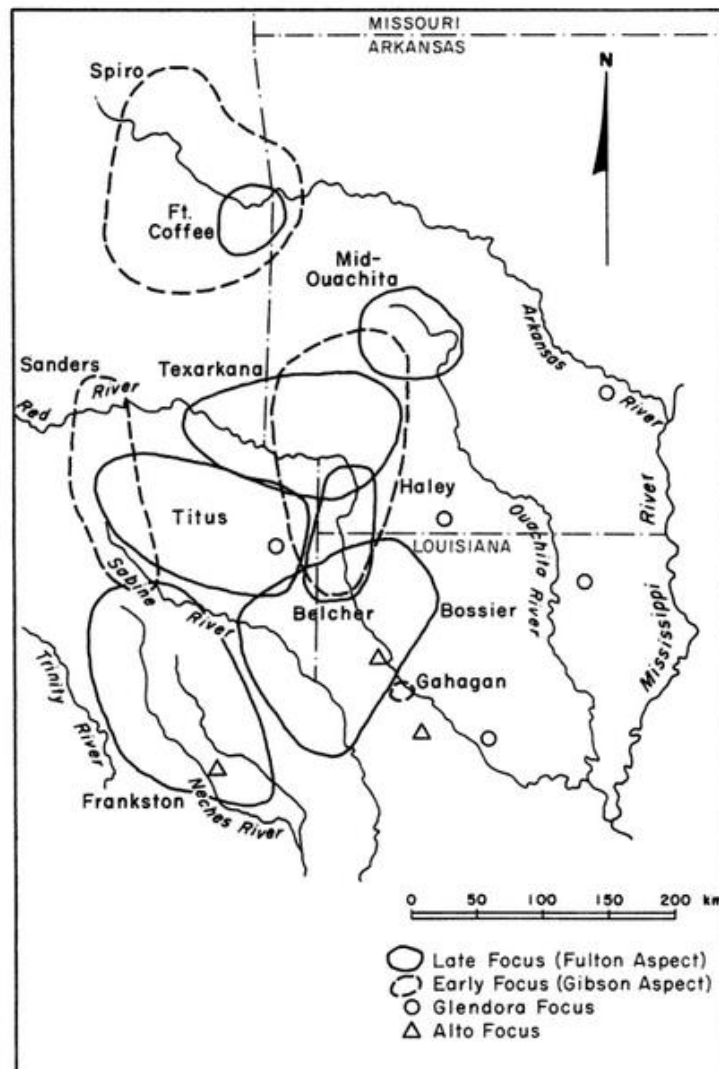 MISSOURI
ARKANSAS
Spiro
N
Ft.
Coffee
Mid-
Ouachita
Arkansas
River
Sanders
Texarkana
Red
River
Haley
Titus
LOUISIANA
Ouachita River
Mississippi
River
Sabine
River
Belcher
Bossier
Gahagan
Trinity
River
Frankston
Neches River
0 50 100 150 200 km
Late Focus (Fulton Aspect)
Early Focus (Gibson Aspect)
Glendora Focus
Alto Focus